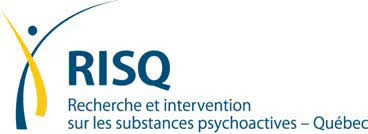 RISQ
Recherche et intervention
sur les substances psychoactives – Québec